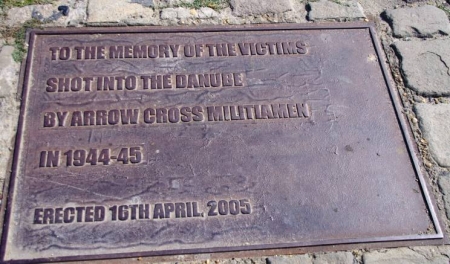 TO THE MEMORY OF THE VICTIMS
SHOT INTO THE DANUBE
BY ARROW CROSS MILITIAMEN
IN 1944-45
ERECTED 16TH APRIL, 2005